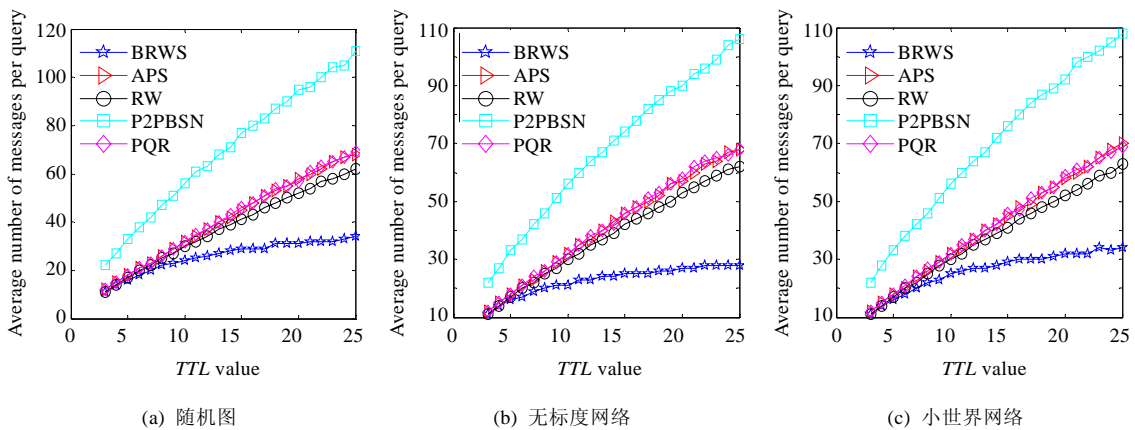 Average number of messages per query
120
100
80
60
40
20
0
BRWS
APS
RW
P2PBSN
PQR
0
5
10
15
20
25
TTL value
(a) 随机图
Average number of messages per query
110
90
70
50
30
10
BRWS
APS
RW
P2PBSN
PQR
0
5
10
15
20
25
TTL value
(b) 无标度网络
Average number of messages per query
110
90
70
50
30
10
BRWS
APS
RW
P2PBSN
PQR
0
5
10
15
20
25
TTL value
(c) 小世界网络